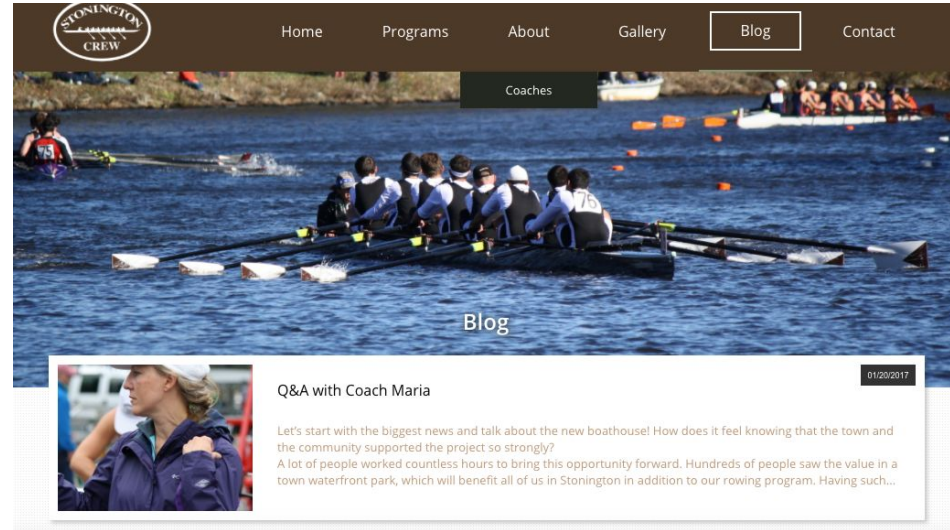 STONINGTON
CREW
Home Programs About Gallery Blog Contact
Coaches
75
76
Blog
01/20/2017
Q&A with Coach Maria
Let's start with the biggest news and talk about the new boathouse! How does it feel knowing that the town and
the community supported the project so strongly?
A lot of people worked countless hours to bring this opportunity forward. Hundreds of people saw the value in a
town waterfront park, which will benefit all of us in Stonington in addition to our rowing program. Having such...